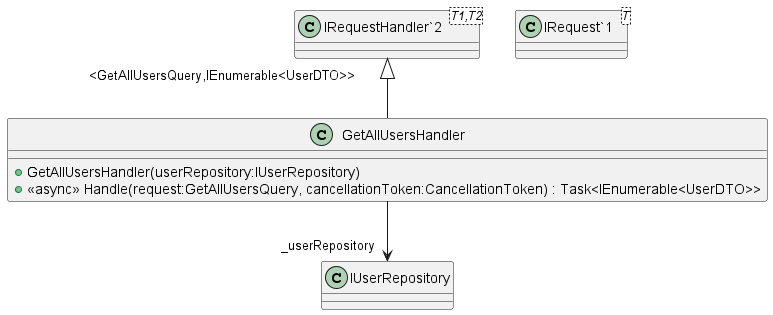 C IRequestHandler`2 T1,T2
C IRequest`1 T
<GetAllUsersQuery,IEnumerable<UserDTO>>
C GetAllUsersHandler
GetAllUsersHandler(userRepository:IUserRepository)
«async» Handle(request:GetAllUsersQuery, cancellationToken:CancellationToken) : Task<IEnumerable<UserDTO>>
_userRepository
C IUserRepository